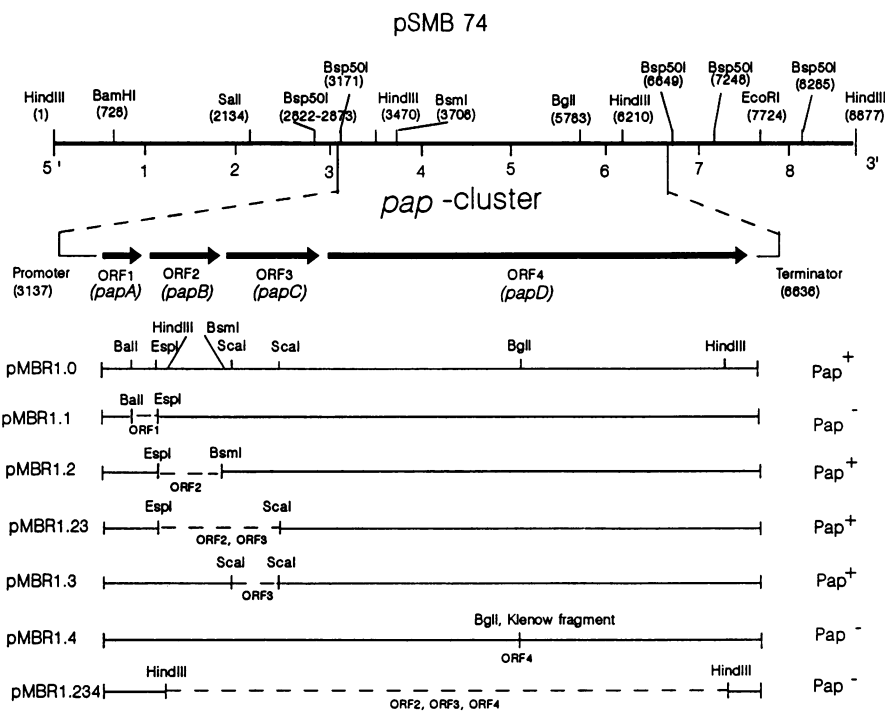 pSMB 74
HindIII (1)
BamHI (728)
SalI (2134)
Bsp50I (2822-2873)
Bsp50I (3171)
HindIII (3470)
BsmI (3706)
BglI (5783)
HindIII (6210)
Bsp50I (6649)
Bsp50I (7248)
EcoRI (7724)
Bsp50I (8285)
HindIII (8877)
5' 1 2 3 4 5 6 7 8 3'
pap -cluster
Promoter (3137)
ORF1 (papA)
ORF2 (papB)
ORF3 (papC)
ORF4 (papD)
Terminator (6636)
HindIII BsmI
BalI EspI ScaI ScaI BglI HindIII
pMBR1.0 Pap+
BalI EspI
pMBR1.1 Pap-
ORF1
EspI BsmI
pMBR1.2 Pap+
ORF2
EspI ScaI
pMBR1.23 Pap+
ORF2, ORF3
ScaI ScaI
pMBR1.3 Pap+
ORF3
BglI, Klenow fragment
pMBR1.4 Pap-
ORF4
HindIII HindIII
pMBR1.234 Pap-
ORF2, ORF3, ORF4